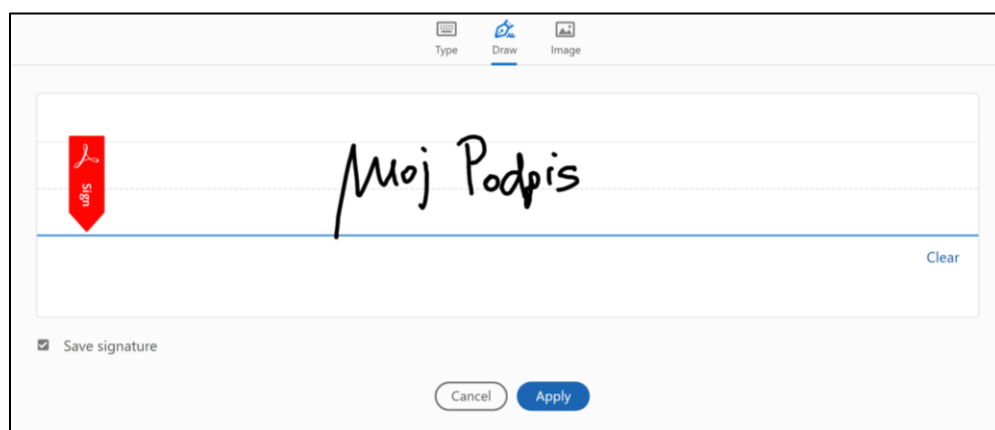 Type Draw Image
Sign
Moj Podpis
Clear
Save signature
Cancel Apply